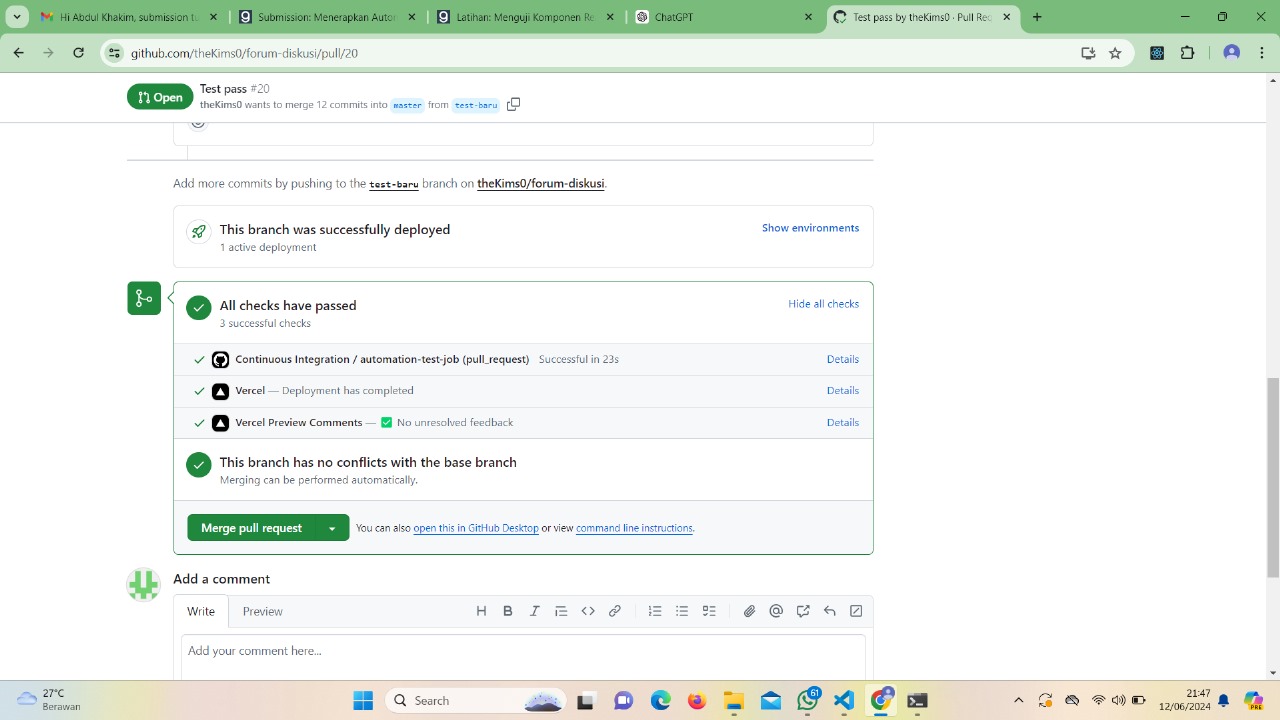 Hi Abdul Khakim, submission t
Submission: Menerapkan Autor
Latihan: Menguji Komponen Re
ChatGPT
Test pass by theKims0 · Pull Rec
github.com/theKims0/forum-diskusi/pull/20
Open
Test pass #20
theKims0 wants to merge 12 commits into master from test-baru
Add more commits by pushing to the test-baru branch on theKims0/forum-diskusi.
This branch was successfully deployed
Show environments
1 active deployment
All checks have passed
Hide all checks
3 successful checks
Continuous Integration / automation-test-job (pull_request) Successful in 23s
Details
Vercel — Deployment has completed
Details
Vercel Preview Comments — ✅ No unresolved feedback
Details
This branch has no conflicts with the base branch
Merging can be performed automatically.
Merge pull request
You can also open this in GitHub Desktop or view command line instructions.
Add a comment
Write
Preview
Add your comment here...
27°C
Berawan
Search
61
21:47
12/06/2024
PRE